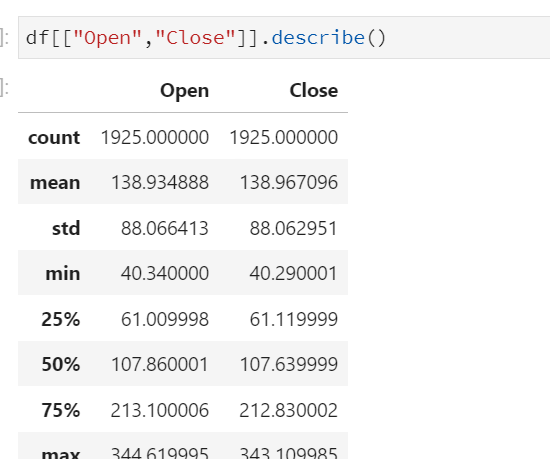 ]:
df[["Open","Close"]].describe()
]:
Open Close
count 1925.000000 1925.000000
mean 138.934888 138.967096
std 88.066413 88.062951
min 40.340000 40.290001
25% 61.009998 61.119999
50% 107.860001 107.639999
75% 213.100006 212.830002
max 344.619995 343.109985